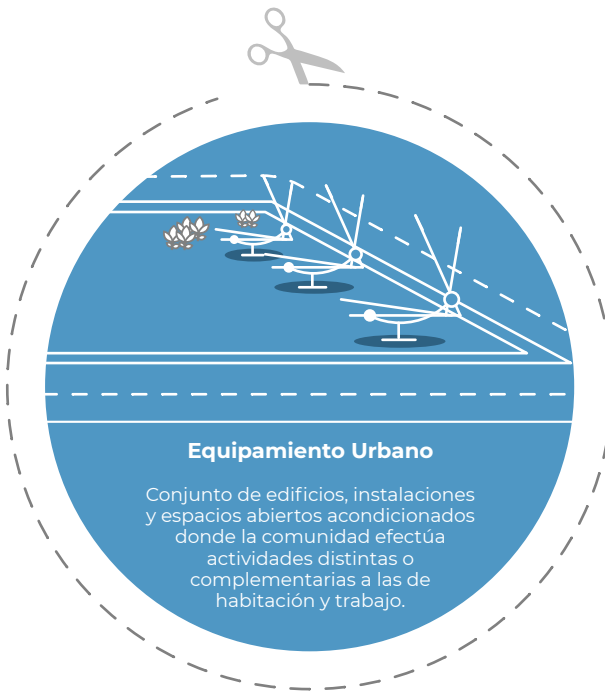 Equipamiento Urbano
Conjunto de edificios, instalaciones
y espacios abiertos acondicionados
donde la comunidad efectúa
actividades distintas o
complementarias a las de
habitación y trabajo.